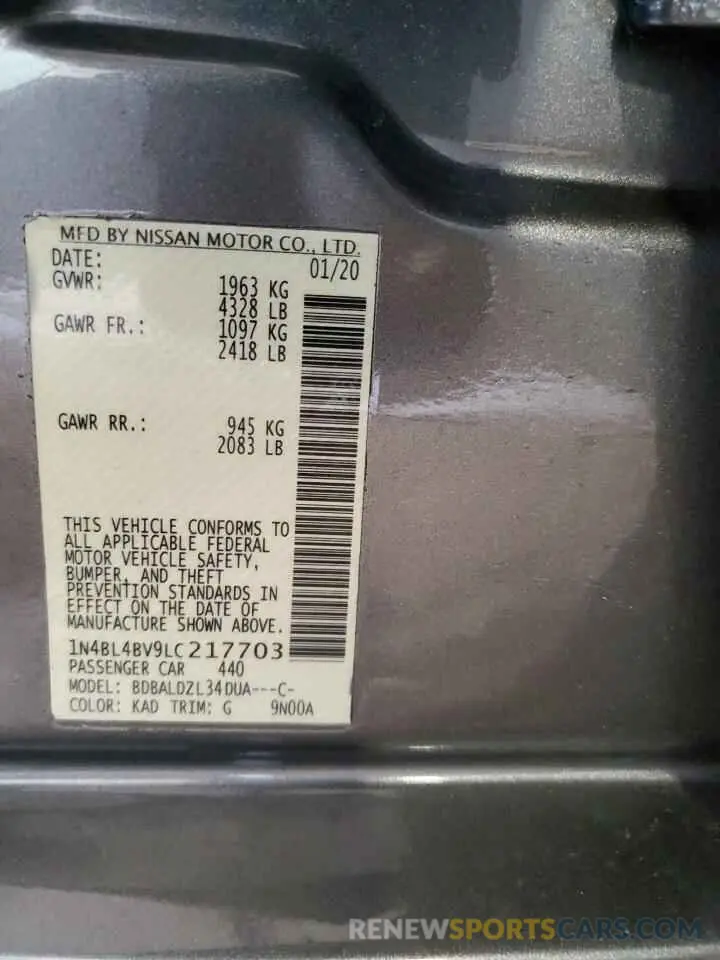 MFD BY NISSAN MOTOR CO., LTD.
DATE: 01/20
GVWR: 1963 KG
4328 LB
GAWR FR.: 1097 KG
2418 LB
GAWR RR.: 945 KG
2083 LB
THIS VEHICLE CONFORMS TO
ALL APPLICABLE FEDERAL
MOTOR VEHICLE SAFETY,
BUMPER, AND THEFT
PREVENTION STANDARDS IN
EFFECT ON THE DATE OF
MANUFACTURE SHOWN ABOVE.
1N4BL4BV9LC217703
PASSENGER CAR 440
MODEL: BDBALDZL34DUA---C-
COLOR: KAD TRIM: G 9N00A
RENEWSPORTSCARS.COM